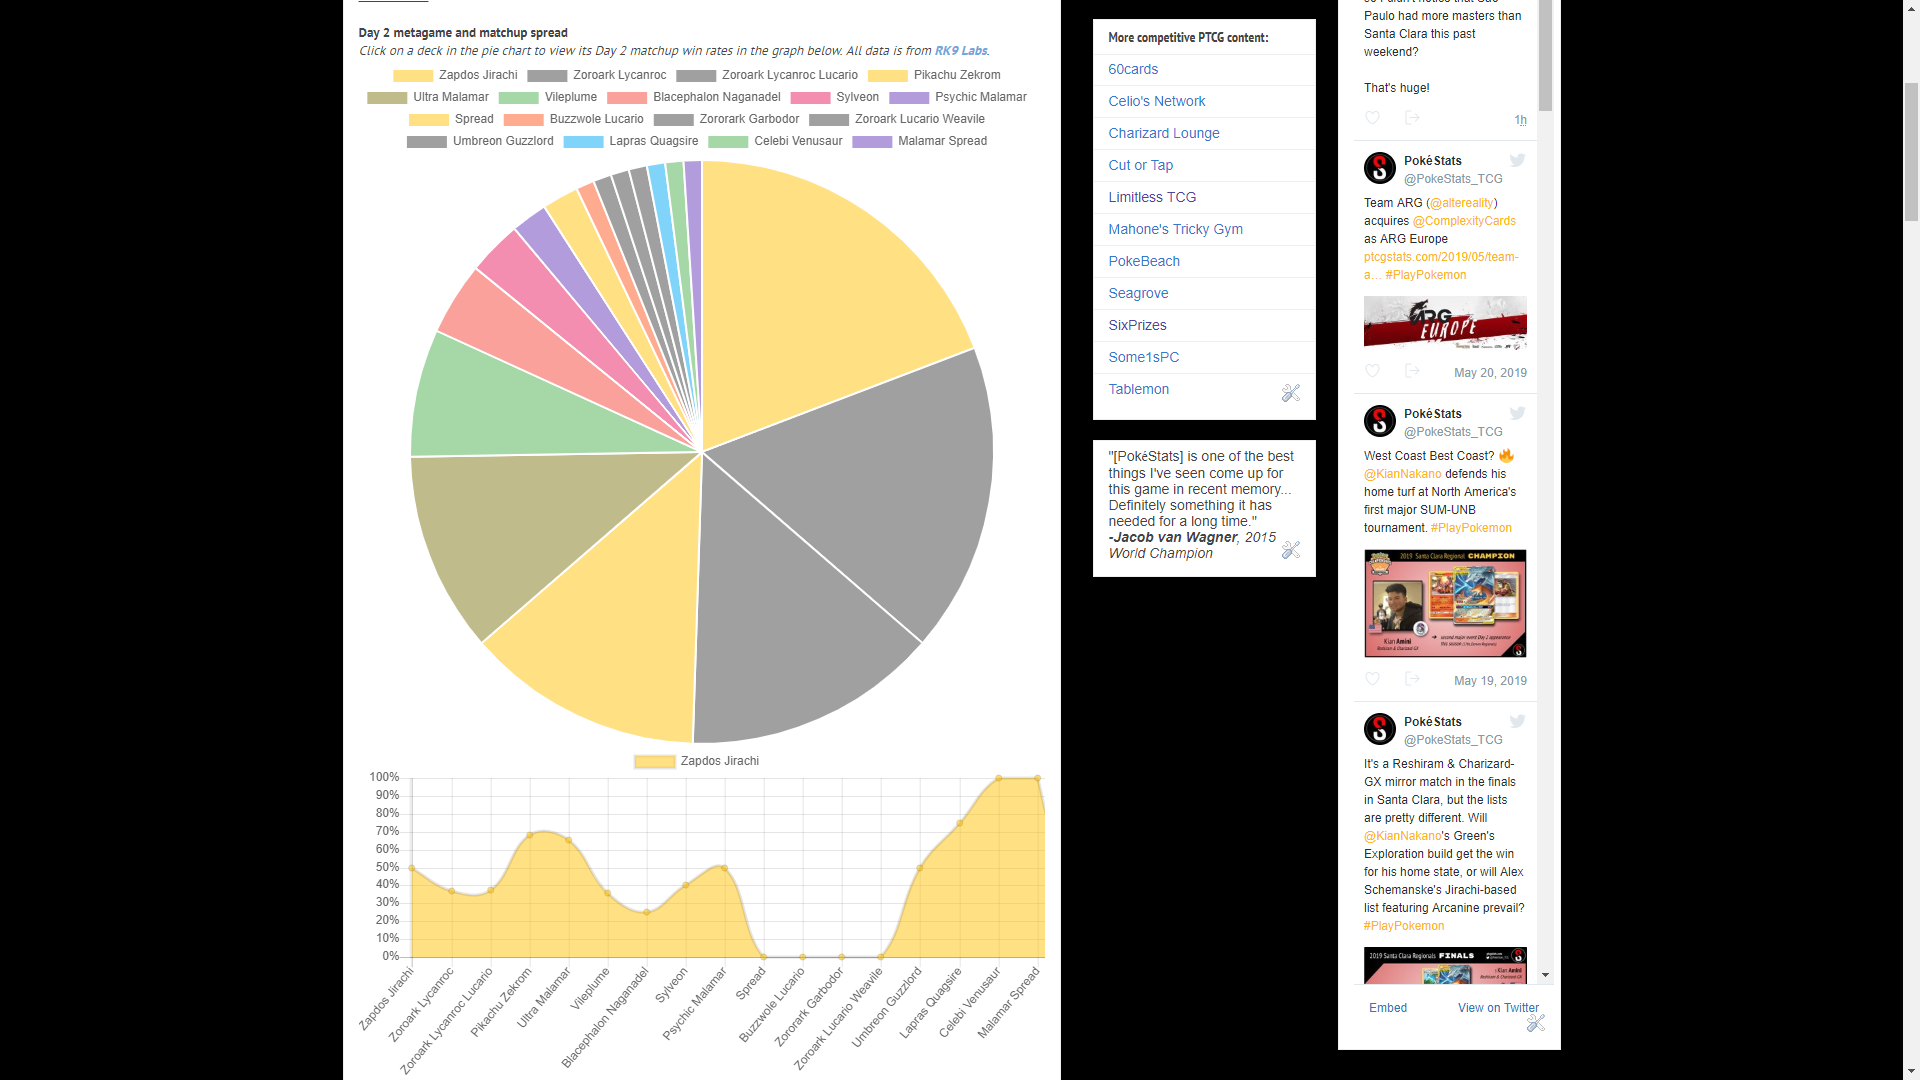 Day 2 metagame and matchup spread
Click on a deck in the pie chart to view its Day 2 matchup win rates in the graph below. All data is from RK9 Labs.
Zapdos Jirachi Zoroark Lycanroc Zoroark Lycanroc Lucario Pikachu Zekrom
Ultra Malamar Vileplume Blacephalon Naganadel Sylveon Psychic Malamar
Spread Buzzwole Lucario Zororark Garbodor Zoroark Lucario Weavile
Umbreon Guzzlord Lapras Quagsire Celebi Venusaur Malamar Spread
Zapdos Jirachi
100%
90%
80%
70%
60%
50%
40%
30%
20%
10%
0%
Zapdos Jirachi
Zoroark Lycanroc
Zoroark Lycanroc Lucario
Pikachu Zekrom
Ultra Malamar
Vileplume
Blacephalon Naganadel
Sylveon
Psychic Malamar
Spread
Buzzwole Lucario
Zororark Garbodor
Zoroark Lucario Weavile
Umbreon Guzzlord
Lapras Quagsire
Celebi Venusaur
Malamar Spread
More competitive PTCG content:
60cards
Celio's Network
Charizard Lounge
Cut or Tap
Limitless TCG
Mahone's Tricky Gym
PokeBeach
Seagrove
SixPrizes
Some1sPC
Tablemon
"[PokéStats] is one of the best
things I've seen come up for
this game in recent memory...
Definitely something it has
needed for a long time."
-Jacob van Wagner, 2015
World Champion
Paulo had more masters than
Santa Clara this past
weekend?
That's huge!
1h
PokéStats
@PokeStats_TCG
Team ARG (@altereality)
acquires @ComplexityCards
as ARG Europe
ptcgstats.com/2019/05/team-
a… #PlayPokemon
ARG
EUROPE
May 20, 2019
PokéStats
@PokeStats_TCG
West Coast Best Coast? 🔥
@KianNakano defends his
home turf at North America's
first major SUM-UNB
tournament. #PlayPokemon
2019 Santa Clara Regional CHAMPION
Kian Amini
Reshiram & Charizard GX
May 19, 2019
PokéStats
@PokeStats_TCG
It's a Reshiram & Charizard-
GX mirror match in the finals
in Santa Clara, but the lists
are pretty different. Will
@KianNakano's Green's
Exploration build get the win
for his home state, or will Alex
Schemanske's Jirachi-based
list featuring Arcanine prevail?
#PlayPokemon
2019 Santa Clara Regionals FINALS
Kian Amini
Embed View on Twitter